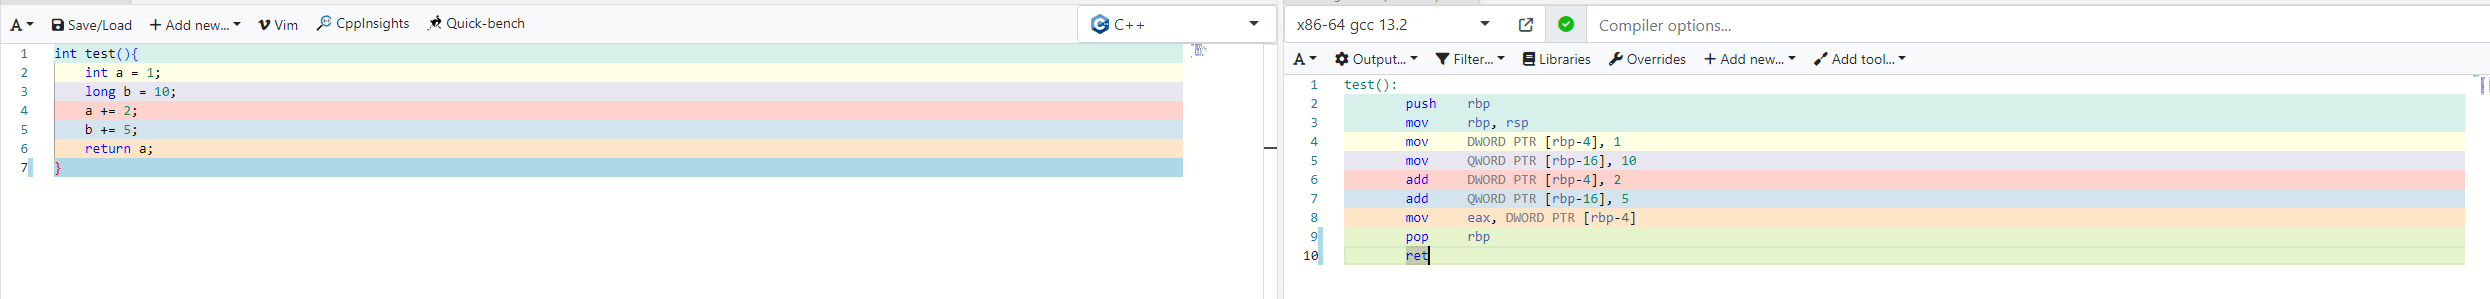 A Save/Load + Add new... Vim CppInsights Quick-bench C++
1 int test(){
2 int a = 1;
3 long b = 10;
4 a += 2;
5 b += 5;
6 return a;
7 }
x86-64 gcc 13.2 Compiler options...
A Output... Filter... Libraries Overrides + Add new... Add tool...
1 test():
2 push rbp
3 mov rbp, rsp
4 mov DWORD PTR [rbp-4], 1
5 mov QWORD PTR [rbp-16], 10
6 add DWORD PTR [rbp-4], 2
7 add QWORD PTR [rbp-16], 5
8 mov eax, DWORD PTR [rbp-4]
9 pop rbp
10 ret